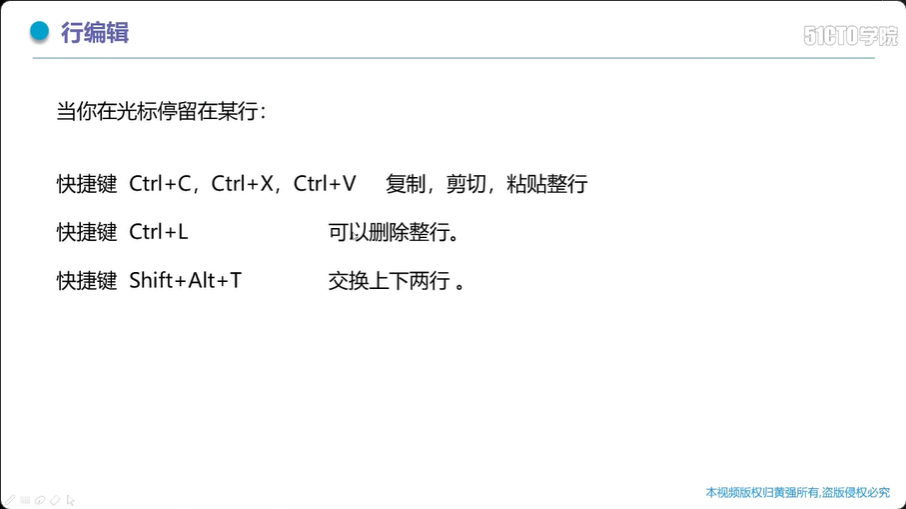 行编辑
51CTO学院
当你在光标停留在某行：
快捷键 Ctrl+C，Ctrl+X，Ctrl+V 复制，剪切，粘贴整行
快捷键 Ctrl+L 可以删除整行。
快捷键 Shift+Alt+T 交换上下两行 。
本视频版权归黄强所有,盗版侵权必究